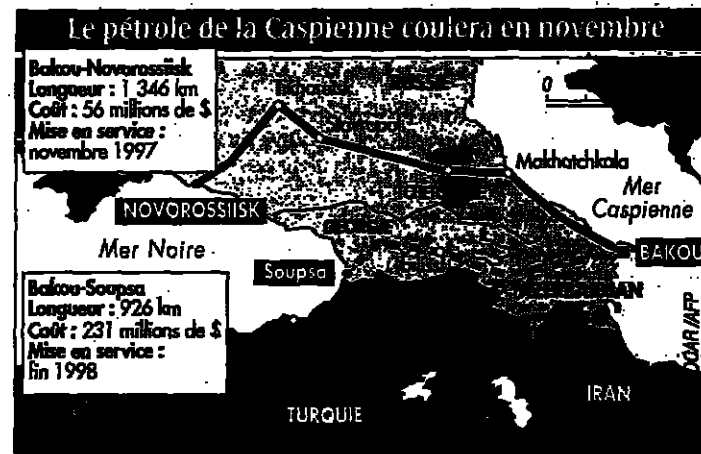 Le pétrole de la Caspienne coulera en novembre
Bakou-Novorossiisk
Longueur : 1 346 km
Coût : 56 millions de $
Mise en service :
novembre 1997
0
Makhatchkala
Mer
Caspienne
NOVOROSSIISK
BAKOU
Mer Noire
Soupsa
Bakou-Soupsa
Longueur : 926 km
Coût : 231 millions de $
Mise en service :
fin 1998
IRAN
TURQUIE